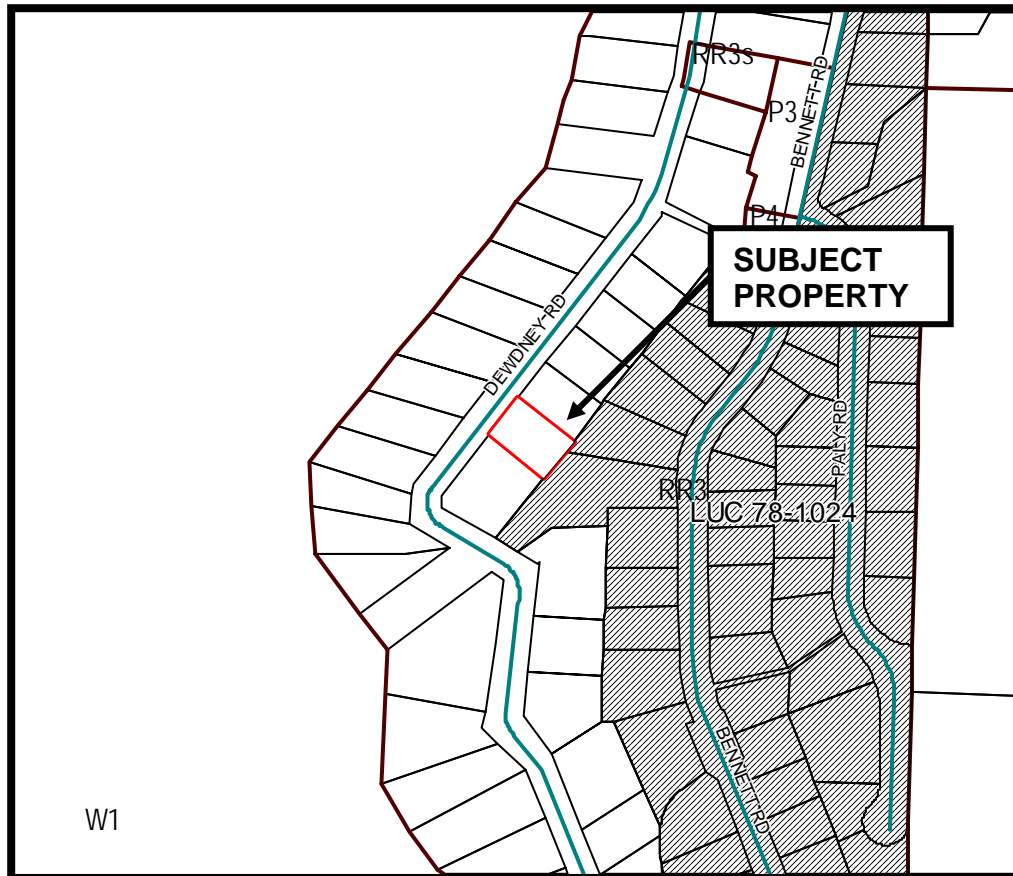 RR3s
P3
BENNETT RD
P4
SUBJECT
PROPERTY
DEWDNEY RD
PALY RD
RR3
LUC 78-1024
BENNETT RD
W1